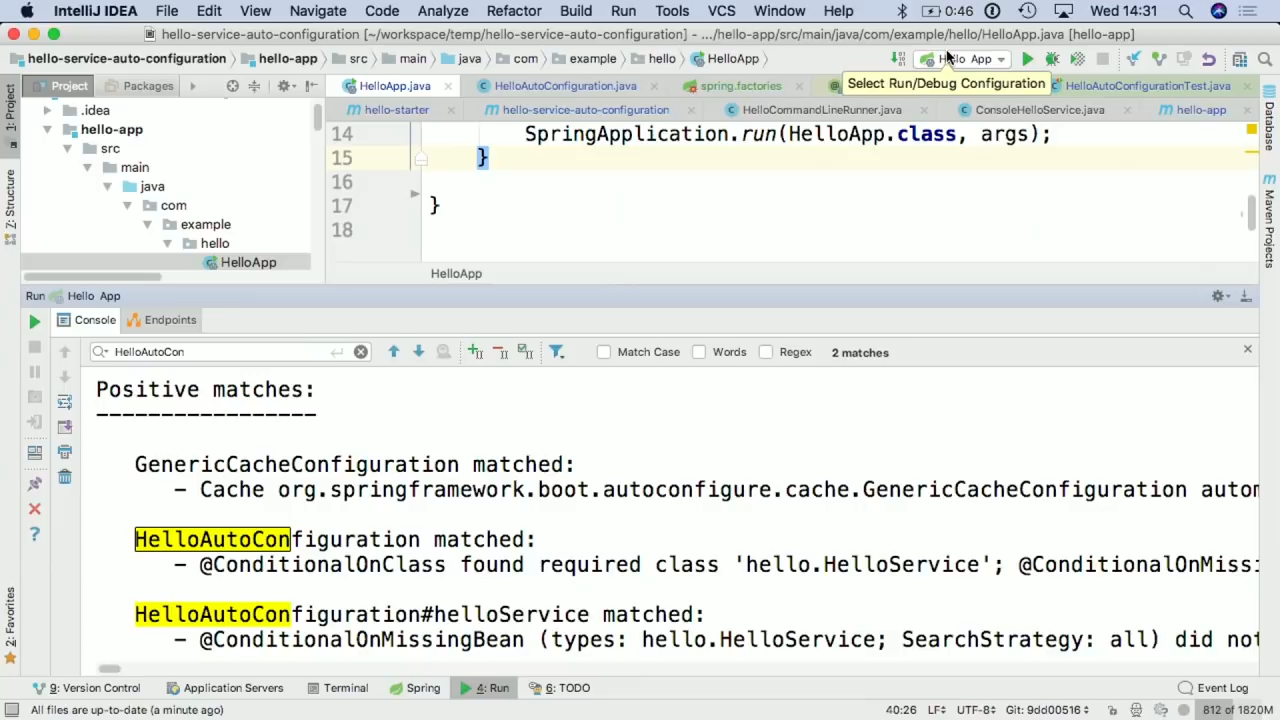 IntelliJ IDEA File Edit View Navigate Code Analyze Refactor Build Run Tools VCS Window Help 0:46 Wed 14:31
hello-service-auto-configuration [~/workspace/temp/hello-service-auto-configuration] - .../hello-app/src/main/java/com/example/hello/HelloApp.java [hello-app]
hello-service-auto-configuration hello-app src main java com example hello HelloApp App
Select Run/Debug Configuration
1: Project
Z: Structure
2: Favorites
Project Packages
.idea
hello-app
src
main
java
com
example
hello
HelloApp
HelloApp.java HelloAutoConfiguration.java spring.factories HelloAutoConfigurationTest.java
hello-starter hello-service-auto-configuration HelloCommandLineRunner.java ConsoleHelloService.java hello-app
14 SpringApplication.run(HelloApp.class, args);
15 }
16
17 }
18
HelloApp
Database
Maven Projects
Run Hello App
Console Endpoints
HelloAutoCon Match Case Words Regex 2 matches
Positive matches:
-----------------
GenericCacheConfiguration matched:
- Cache org.springframework.boot.autoconfigure.cache.GenericCacheConfiguration autom
HelloAutoConfiguration matched:
- @ConditionalOnClass found required class 'hello.HelloService'; @ConditionalOnMissi
HelloAutoConfiguration#helloService matched:
- @ConditionalOnMissingBean (types: hello.HelloService; SearchStrategy: all) did not
9: Version Control Application Servers Terminal Spring 4: Run 6: TODO Event Log
All files are up-to-date (a minute ago) 40:26 LF UTF-8 Git: 9dd00516 812 of 1820M